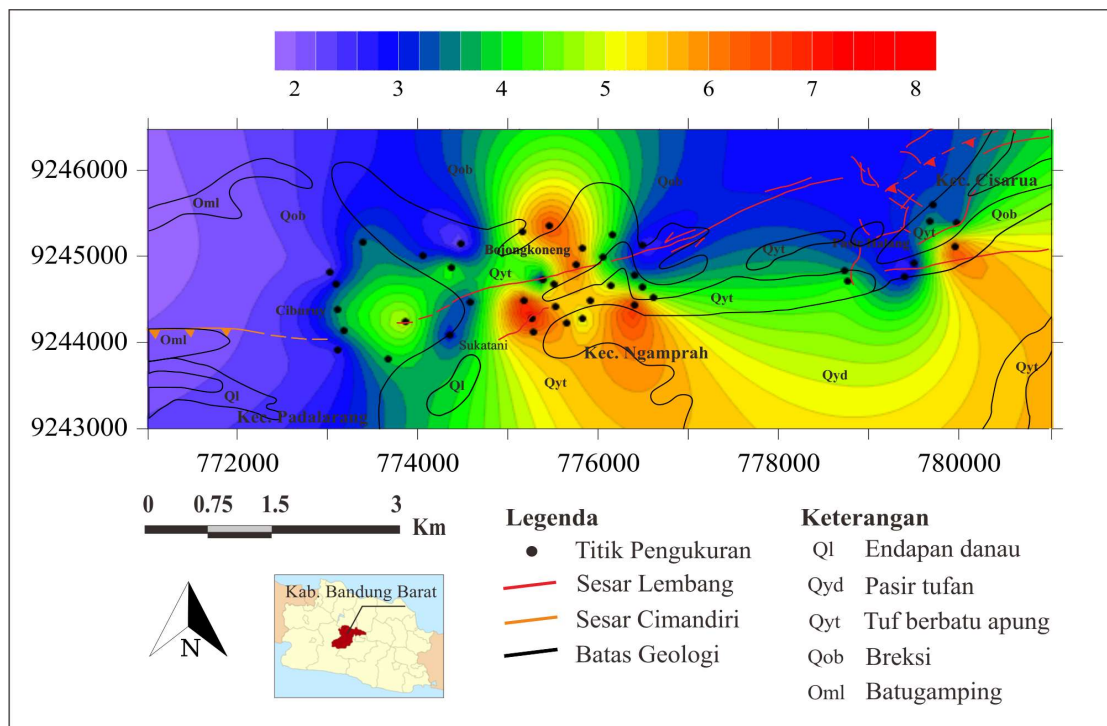 2 3 4 5 6 7 8
9246000
9245000
9244000
9243000
Qob
Qob
Kec. Cisarua
Oml
Qob
Qob
Bojongkoneng
Qyt
Qyt
Qyt
Cibucay
Qyt
Oml
Sukatani
Kec. Ngamprah
Ql
Qyt
Qyd
Qyt
Ql
Kec. Padalarang
772000 774000 776000 778000 780000
0 0.75 1.5 3
Km
N
Kab. Bandung Barat
Legenda
Titik Pengukuran
Sesar Lembang
Sesar Cimandiri
Batas Geologi
Keterangan
Ql Endapan danau
Qyd Pasir tufan
Qyt Tuf berbatu apung
Qob Breksi
Oml Batugamping